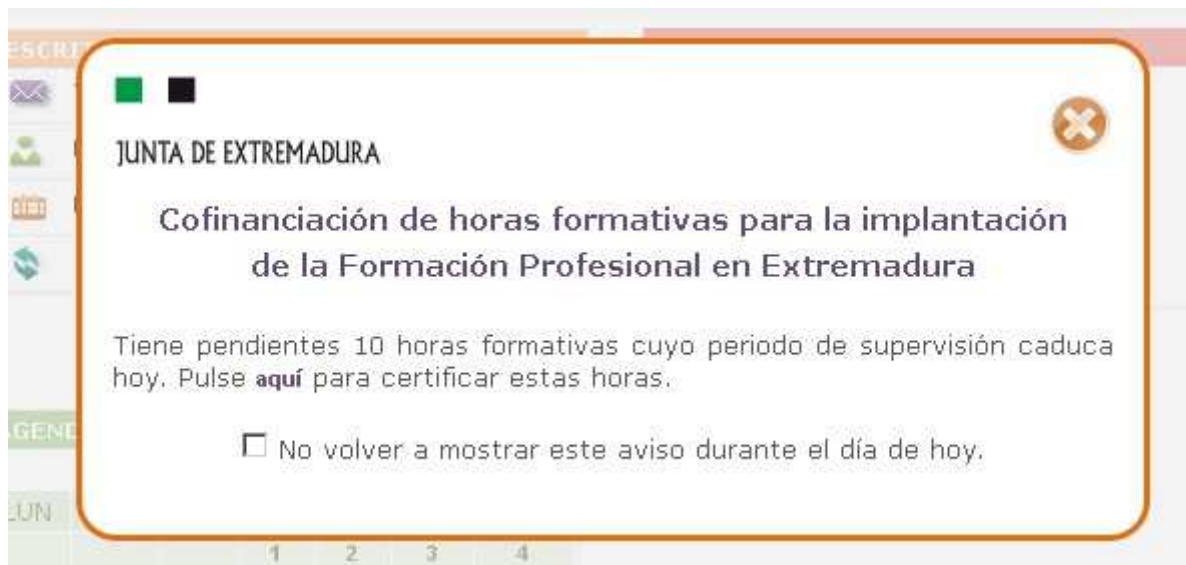 JUNTA DE EXTREMADURA
Cofinanciación de horas formativas para la implantación
de la Formación Profesional en Extremadura
Tiene pendientes 10 horas formativas cuyo periodo de supervisión caduca
hoy. Pulse aquí para certificar estas horas.
No volver a mostrar este aviso durante el día de hoy.
LUN
1 2 3 4